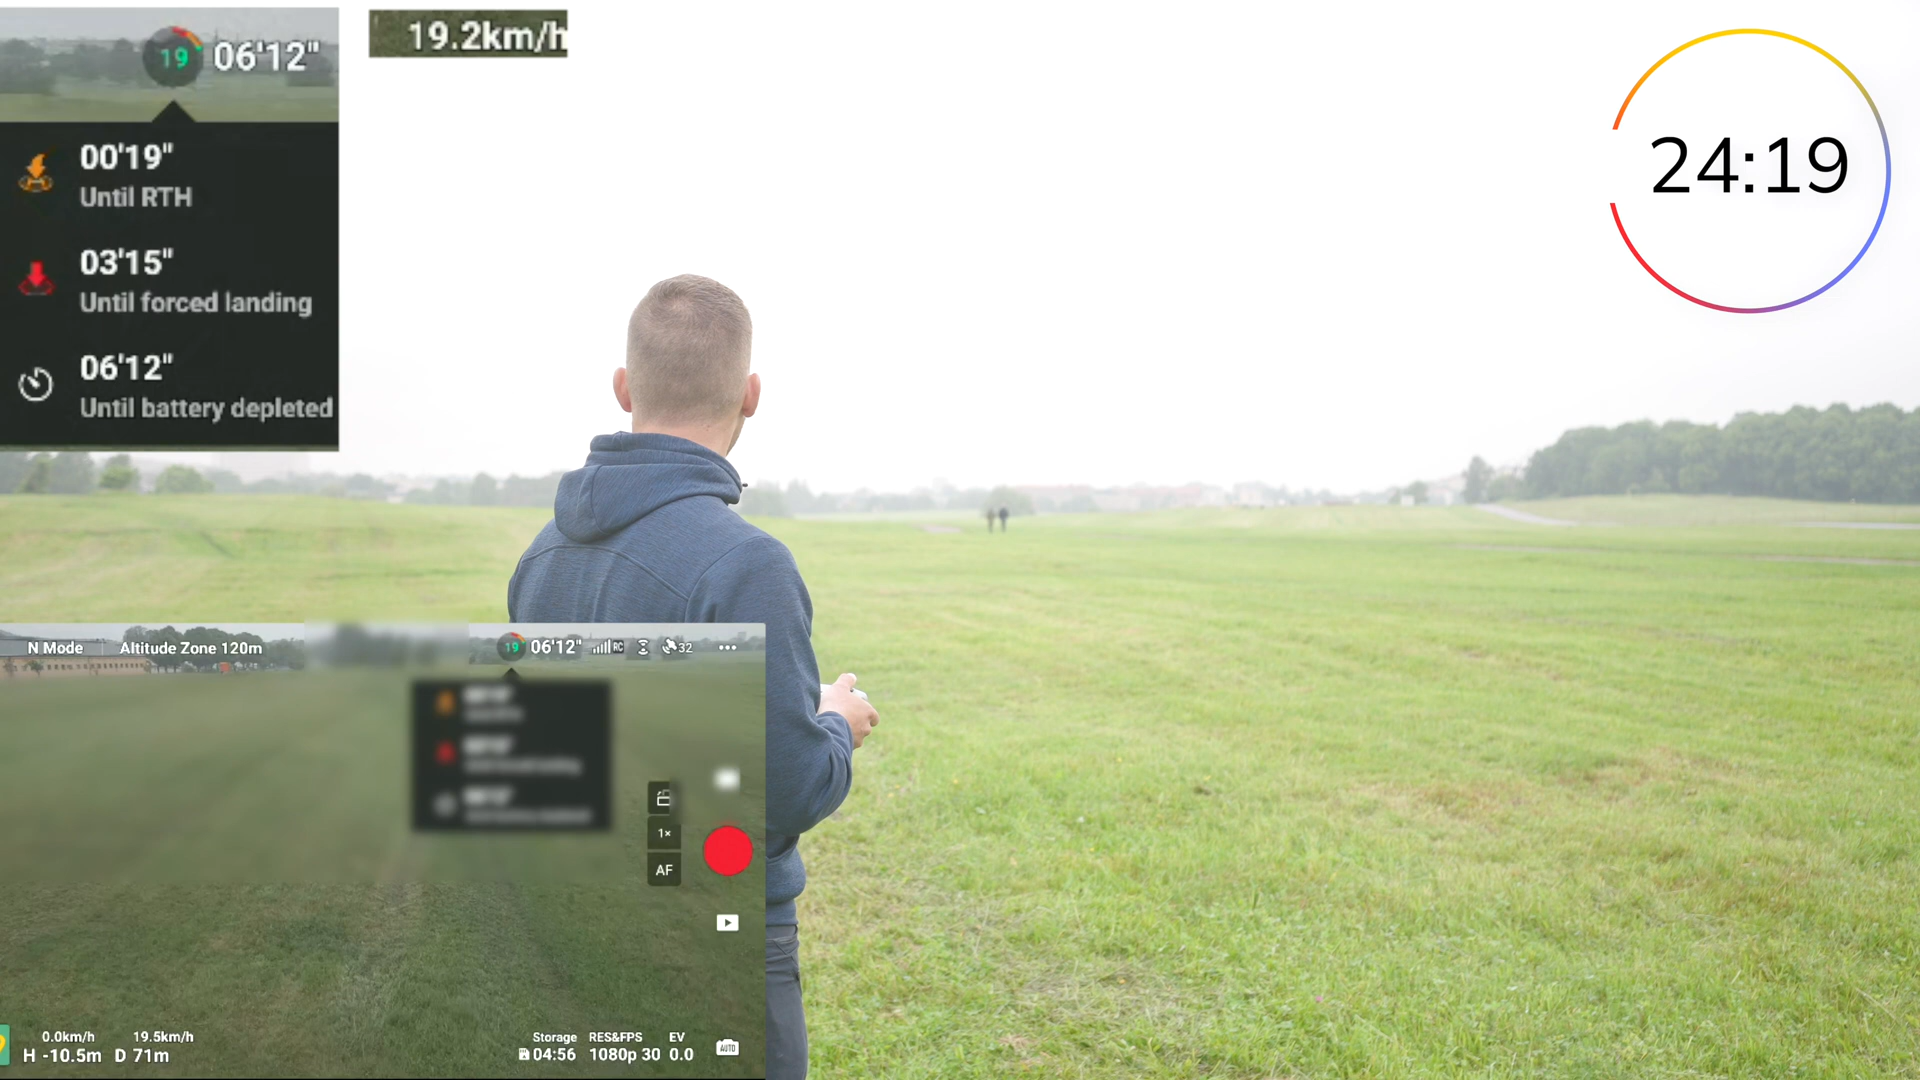 19 06'12"
00'19"
Until RTH
03'15"
Until forced landing
06'12"
Until battery depleted
19.2km/h
24:19
N Mode Altitude Zone 120m 19 06'12" RC 32
1×
AF
0.0km/h 19.5km/h
H -10.5m D 71m
Storage RES&FPS EV
04:56 1080p 30 0.0
AUTO